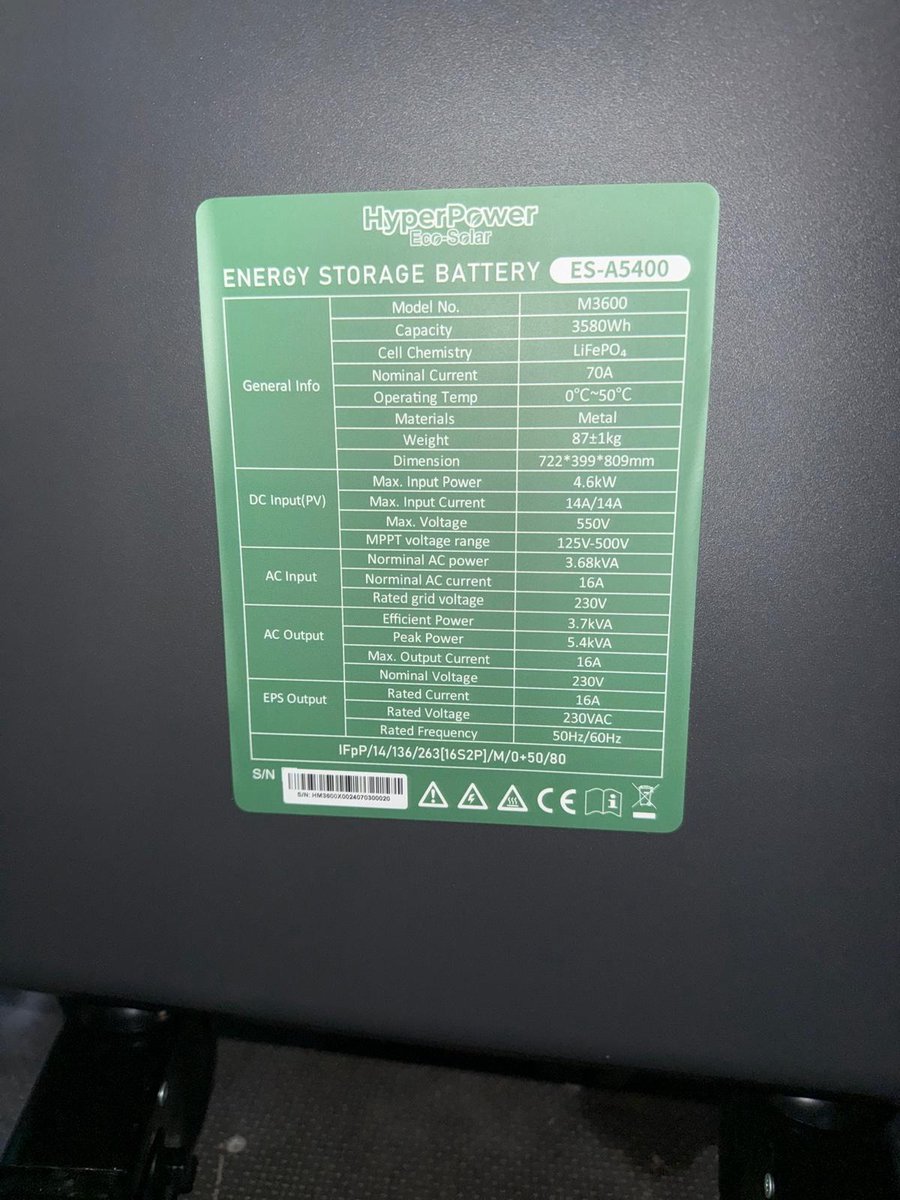 HyperPower
Eco-Solar
ENERGY STORAGE BATTERY ES-A5400
General Info
Model No. M3600
Capacity 3580Wh
Cell Chemistry LiFePO₄
Nominal Current 70A
Operating Temp 0°C~50°C
Materials Metal
Weight 87±1kg
Dimension 722*399*809mm
DC Input(PV)
Max. Input Power 4.6kW
Max. Input Current 14A/14A
Max. Voltage 550V
MPPT voltage range 125V-500V
AC Input
Norminal AC power 3.68kVA
Norminal AC current 16A
Rated grid voltage 230V
AC Output
Efficient Power 3.7kVA
Peak Power 5.4kVA
Max. Output Current 16A
Nominal Voltage 230V
EPS Output
Rated Current 16A
Rated Voltage 230VAC
Rated Frequency 50Hz/60Hz
IFpP/14/136/263[16S2P]/M/0+50/80
S/N
S/N: HM3600X0024070300020
CE